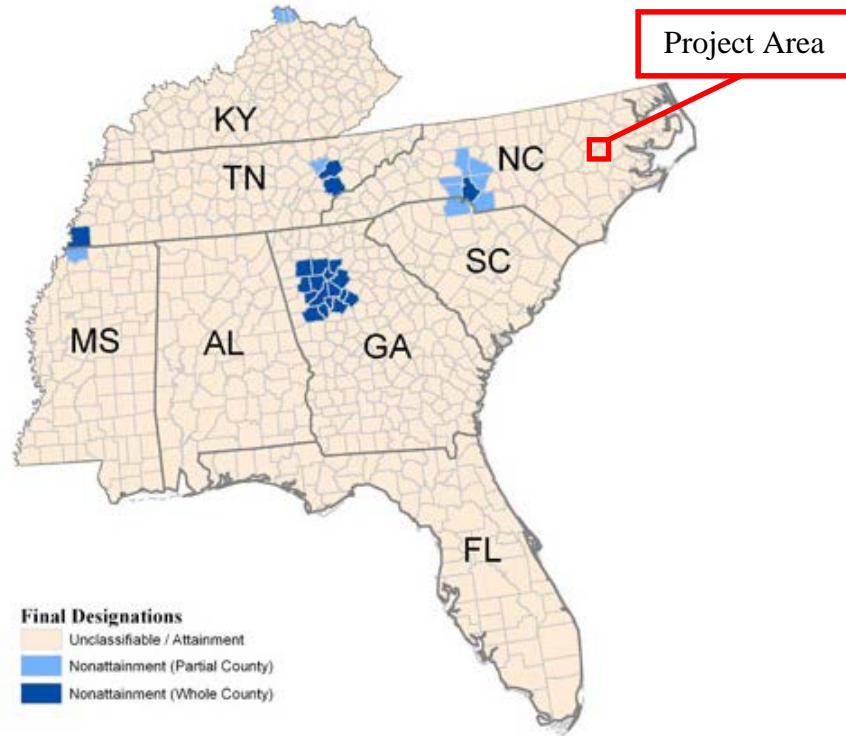 Project Area
KY
TN
NC
SC
MS
AL
GA
FL
Final Designations
Unclassifiable / Attainment
Nonattainment (Partial County)
Nonattainment (Whole County)